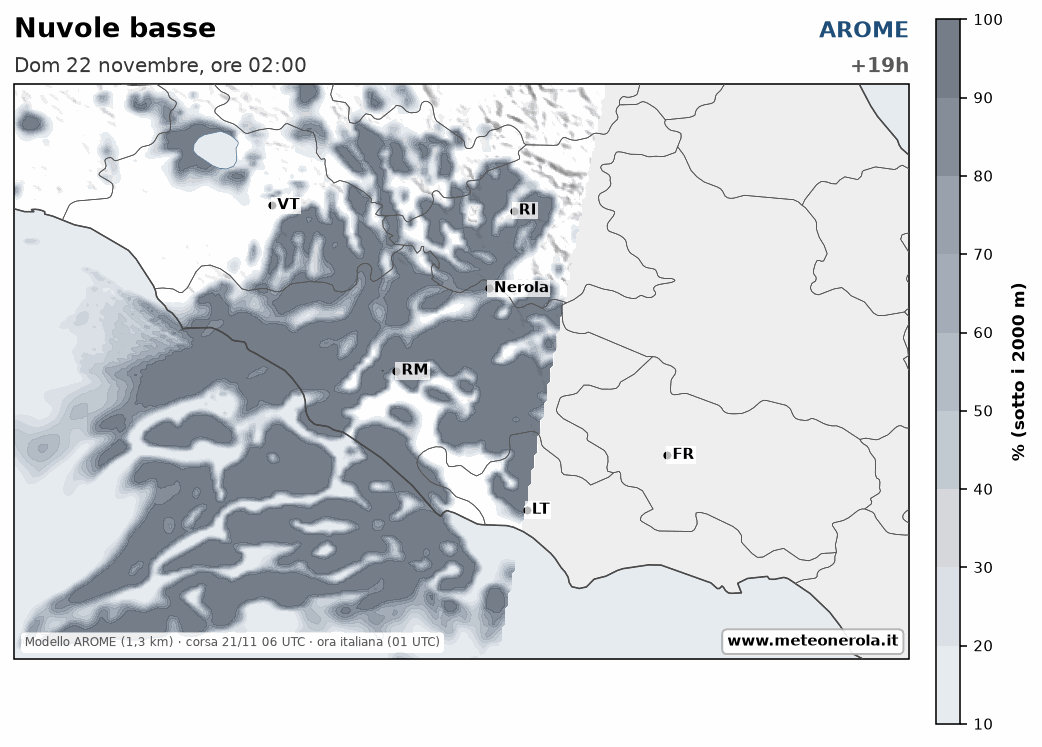 Nuvole basse
AROME
Dom 22 novembre, ore 02:00
+19h
VT
RI
Nerola
RM
FR
LT
Modello AROME (1,3 km) · corsa 21/11 06 UTC · ora italiana (01 UTC)
www.meteonerola.it
100
90
80
70
60
50
40
30
20
10
% (sotto i 2000 m)